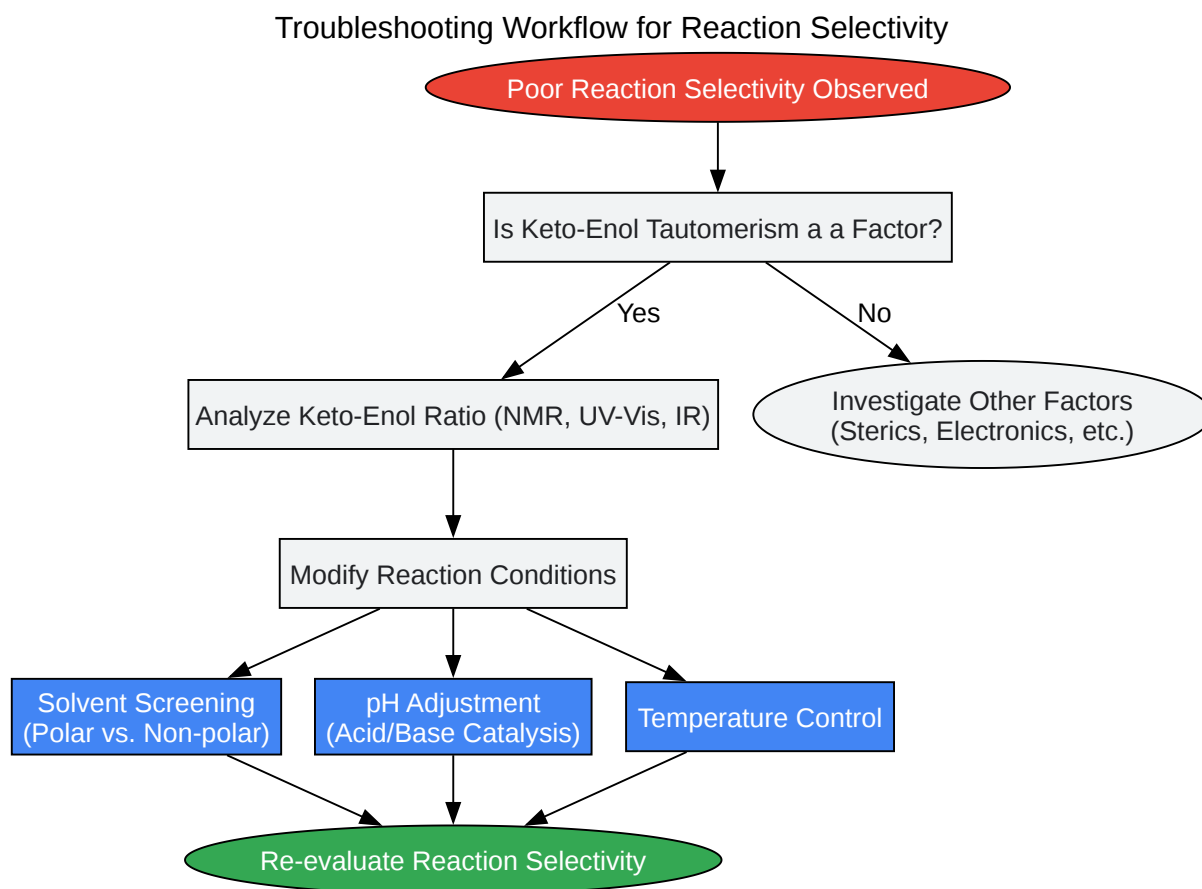 Troubleshooting Workflow for Reaction Selectivity
Poor Reaction Selectivity Observed
Is Keto-Enol Tautomerism a a Factor?
Yes
No
Analyze Keto-Enol Ratio (NMR, UV-Vis, IR)
Investigate Other Factors
(Sterics, Electronics, etc.)
Modify Reaction Conditions
Solvent Screening
(Polar vs. Non-polar)
pH Adjustment
(Acid/Base Catalysis)
Temperature Control
Re-evaluate Reaction Selectivity